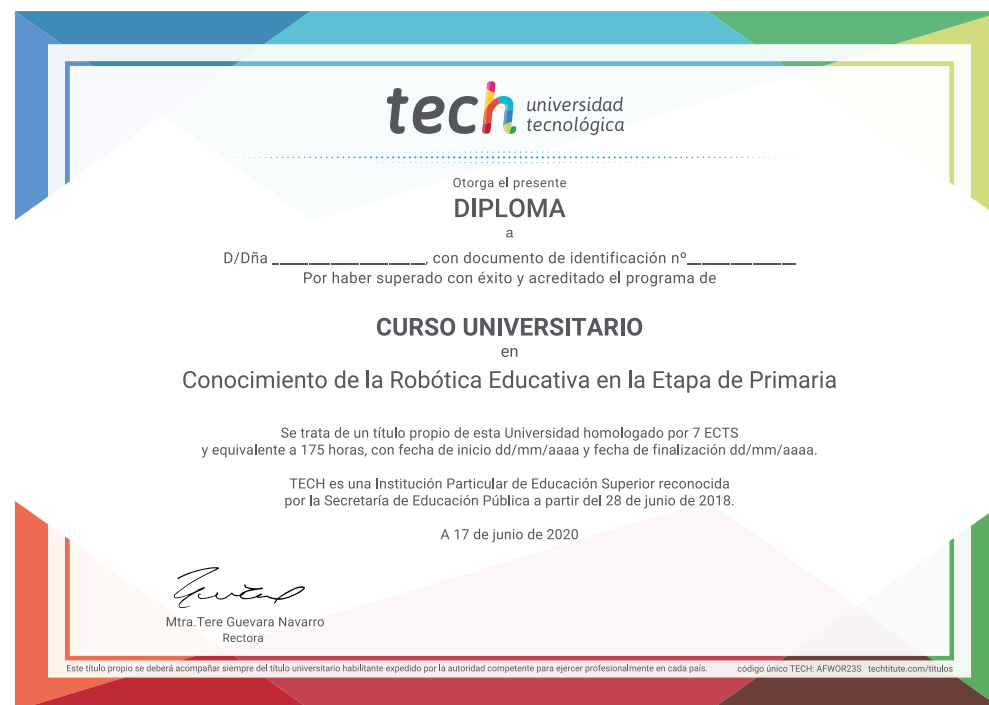 tech universidad
tecnológica
Otorga el presente
DIPLOMA
a
D/Dña ____________________, con documento de identificación nº______________
Por haber superado con éxito y acreditado el programa de
CURSO UNIVERSITARIO
en
Conocimiento de la Robótica Educativa en la Etapa de Primaria
Se trata de un título propio de esta Universidad homologado por 7 ECTS
y equivalente a 175 horas, con fecha de inicio dd/mm/aaaa y fecha de finalización dd/mm/aaaa.
TECH es una Institución Particular de Educación Superior reconocida
por la Secretaría de Educación Pública a partir del 28 de junio de 2018.
A 17 de junio de 2020
Mtra.Tere Guevara Navarro
Rectora
Este título propio se deberá acompañar siempre del título universitario habilitante expedido por la autoridad competente para ejercer profesionalmente en cada país. código único TECH: AFWOR23S techtitute.com/titulos